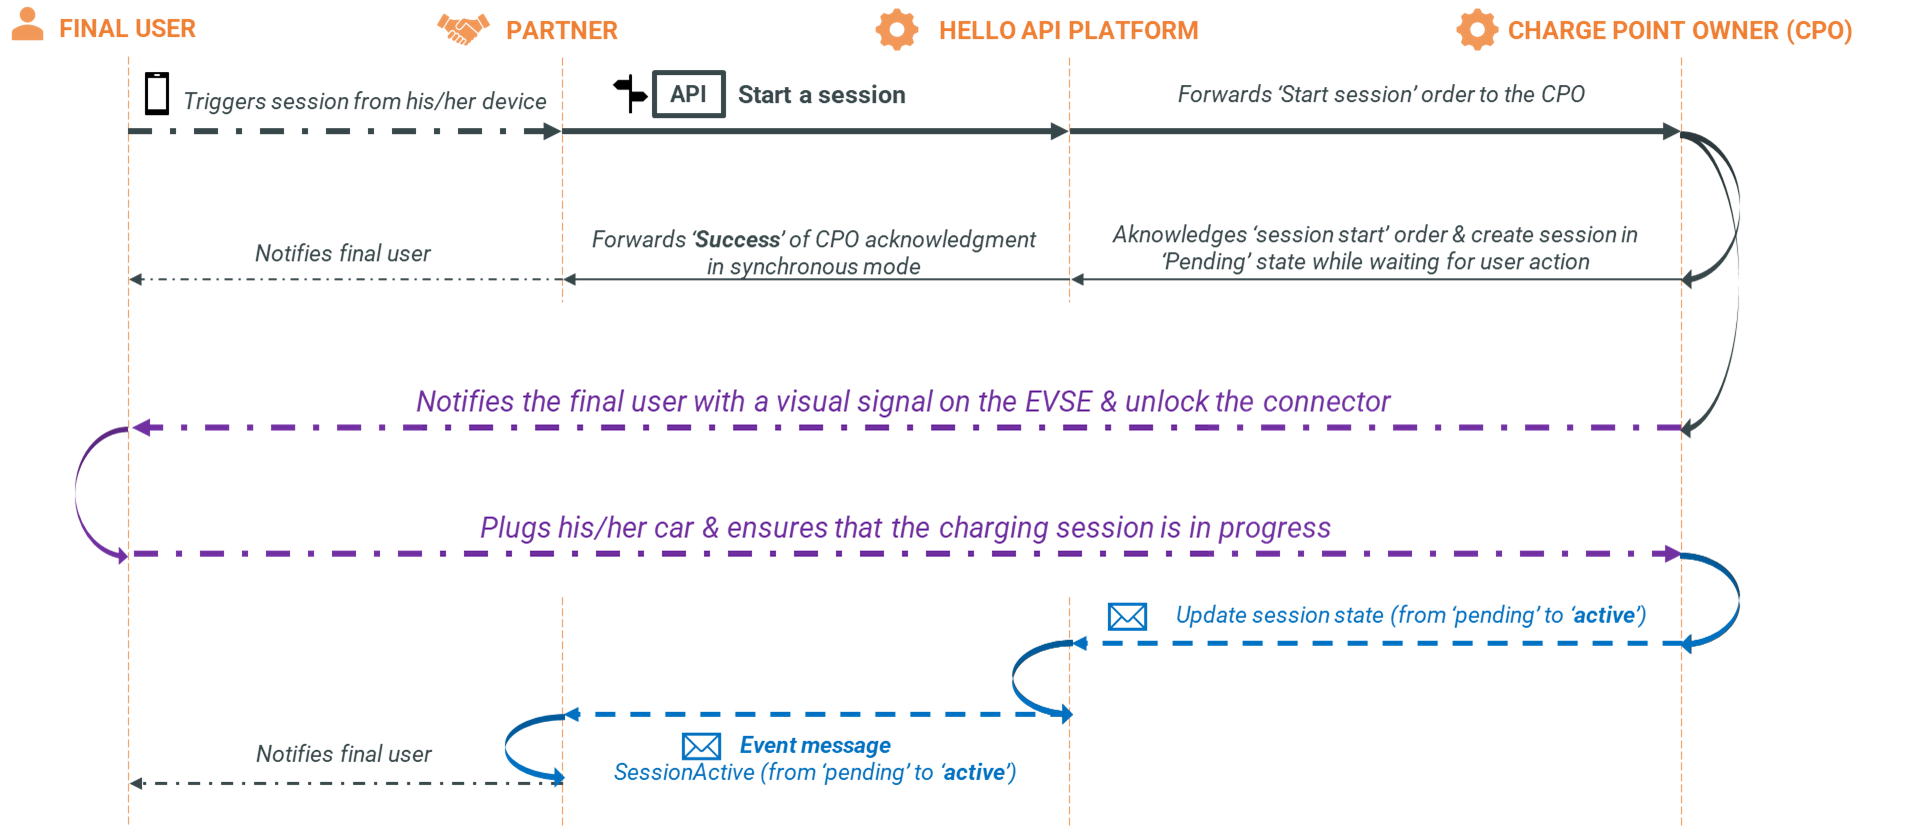 FINAL USER
PARTNER
HELLO API PLATFORM
CHARGE POINT OWNER (CPO)
Triggers session from his/her device
API
Start a session
Forwards ‘Start session’ order to the CPO
Notifies final user
Forwards ‘Success’ of CPO acknowledgment
in synchronous mode
Aknowledges ‘session start’ order & create session in
‘Pending’ state while waiting for user action
Notifies the final user with a visual signal on the EVSE & unlock the connector
Plugs his/her car & ensures that the charging session is in progress
Update session state (from ‘pending’ to ‘active’)
Event message
SessionActive (from ‘pending’ to ‘active’)
Notifies final user